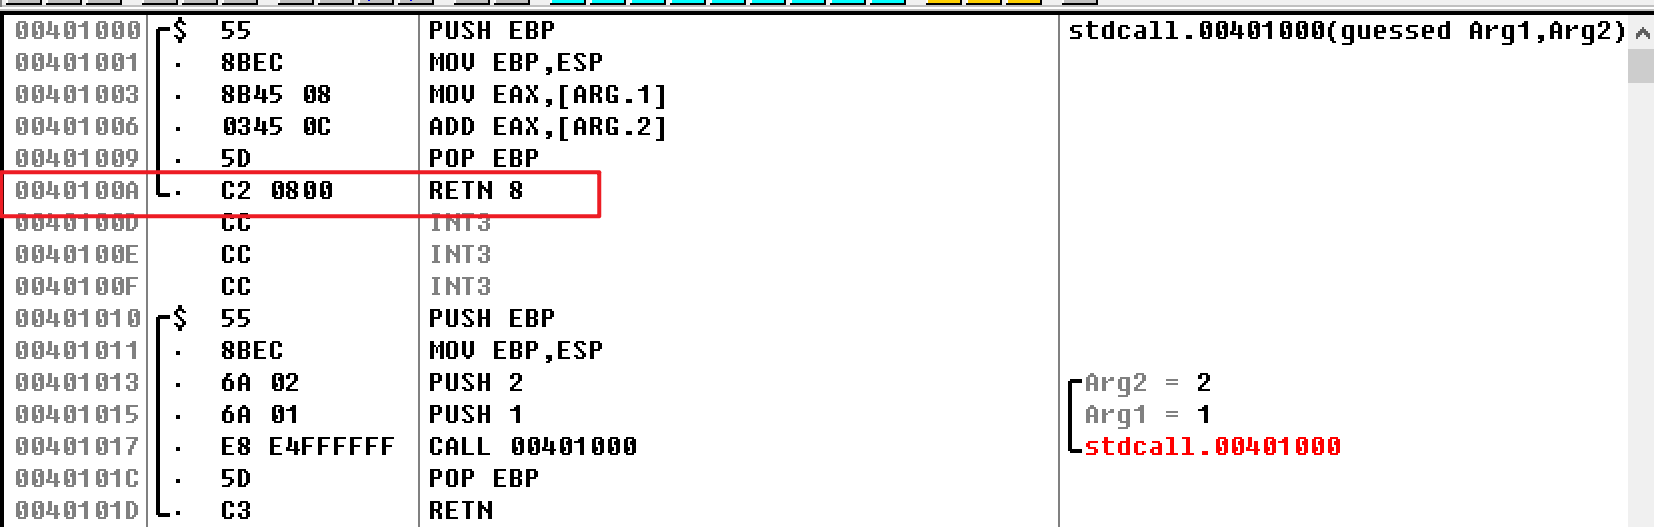 00401000 $ 55 PUSH EBP stdcall.00401000(guessed Arg1,Arg2)
00401001 . 8BEC MOV EBP,ESP
00401003 . 8B45 08 MOV EAX,[ARG.1]
00401006 . 0345 0C ADD EAX,[ARG.2]
00401009 . 5D POP EBP
0040100A . C2 0800 RETN 8
0040100D CC INT3
0040100E CC INT3
0040100F CC INT3
00401010 $ 55 PUSH EBP
00401011 . 8BEC MOV EBP,ESP
00401013 . 6A 02 PUSH 2 Arg2 = 2
00401015 . 6A 01 PUSH 1 Arg1 = 1
00401017 . E8 E4FFFFFF CALL 00401000 stdcall.00401000
0040101C . 5D POP EBP
0040101D . C3 RETN